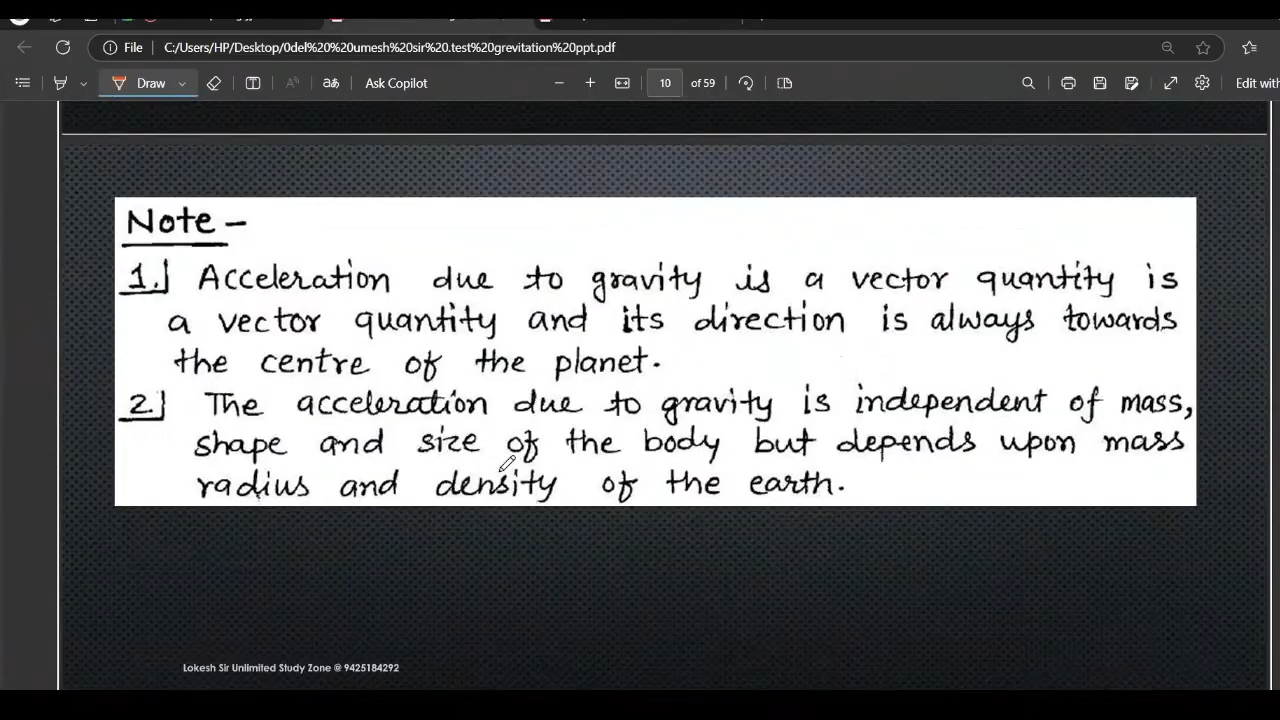 File C:/Users/HP/Desktop/0del%20%20umesh%20sir%20.test%20grevitation%20ppt.pdf
Draw aあ Ask Copilot 10 of 59 Edit with
Note -
1.] Acceleration due to gravity is a vector quantity is
a vector quantity and its direction is always towards
the centre of the planet.
2.] The acceleration due to gravity is independent of mass,
shape and size of the body but depends upon mass
radius and density of the earth.
Lokesh Sir Unlimited Study Zone @ 9425184292